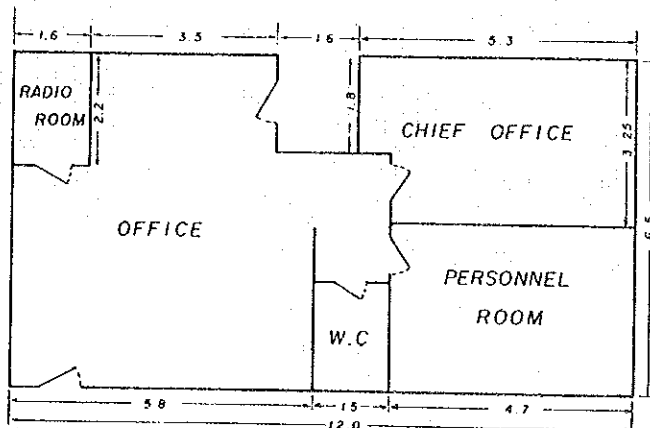 1.6 3.5 1.6 5.3
RADIO
ROOM
2.2
1.8
CHIEF OFFICE
3.25
6.5
OFFICE
PERSONNEL
ROOM
W.C
5.8 1.5 4.7
12.0